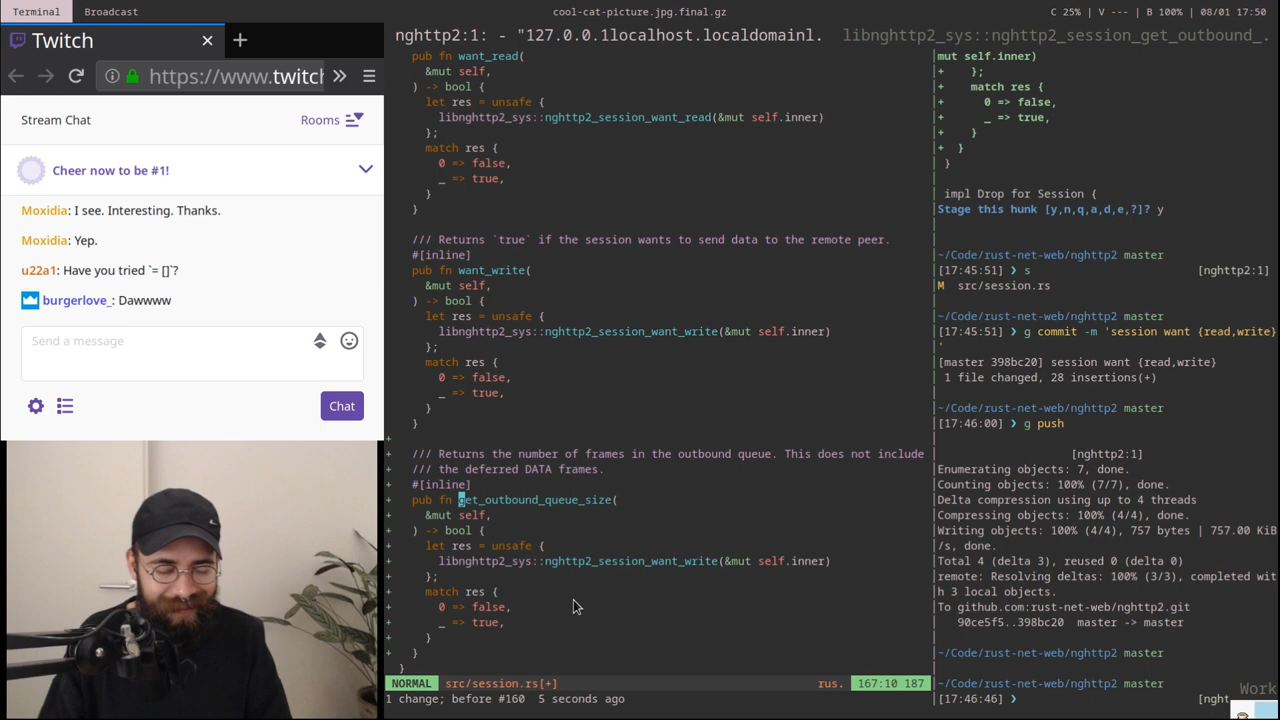 Terminal
Broadcast
cool-cat-picture.jpg.final.gz
C 25% | V --- | B 100% | 08/01 17:50
Twitch
https://www.twitch
Stream Chat
Rooms
Cheer now to be #1!
Moxidia: I see. Interesting. Thanks.
Moxidia: Yep.
u22a1: Have you tried `= []`?
burgerlove_: Dawwww
Send a message
Chat
nghttp2:1: - "127.0.0.1localhost.localdomainl.
libnghttp2_sys::nghttp2_session_get_outbound_.
pub fn want_read(
&mut self,
) -> bool {
let res = unsafe {
libnghttp2_sys::nghttp2_session_want_read(&mut self.inner)
};
match res {
0 => false,
_ => true,
}
}
/// Returns `true` if the session wants to send data to the remote peer.
#[inline]
pub fn want_write(
&mut self,
) -> bool {
let res = unsafe {
libnghttp2_sys::nghttp2_session_want_write(&mut self.inner)
};
match res {
0 => false,
_ => true,
}
}
+
+ /// Returns the number of frames in the outbound queue. This does not include
+ /// the deferred DATA frames.
+ #[inline]
+ pub fn get_outbound_queue_size(
+ &mut self,
+ ) -> bool {
+ let res = unsafe {
+ libnghttp2_sys::nghttp2_session_want_write(&mut self.inner)
+ };
+ match res {
+ 0 => false,
+ _ => true,
+ }
+ }
}
NORMAL src/session.rs[+] rus. 167:10 187
1 change; before #160 5 seconds ago
mut self.inner)
+ };
+ match res {
+ 0 => false,
+ _ => true,
+ }
+ }
}
impl Drop for Session {
Stage this hunk [y,n,q,a,d,e,?]? y
~/Code/rust-net-web/nghttp2 master
[17:45:51] ❯ s [nghttp2:1]
M src/session.rs
~/Code/rust-net-web/nghttp2 master
[17:45:51] ❯ g commit -m 'session want {read,write}
'
[master 398bc20] session want {read,write}
1 file changed, 28 insertions(+)
~/Code/rust-net-web/nghttp2 master
[17:46:00] ❯ g push
[nghttp2:1]
Enumerating objects: 7, done.
Counting objects: 100% (7/7), done.
Delta compression using up to 4 threads
Compressing objects: 100% (4/4), done.
Writing objects: 100% (4/4), 757 bytes | 757.00 KiB
/s, done.
Total 4 (delta 3), reused 0 (delta 0)
remote: Resolving deltas: 100% (3/3), completed wit
h 3 local objects.
To github.com:rust-net-web/nghttp2.git
90ce5f5..398bc20 master -> master
~/Code/rust-net-web/nghttp2 master
~/Code/rust-net-web/nghttp2 master
[17:46:46] ❯ [nght
Work